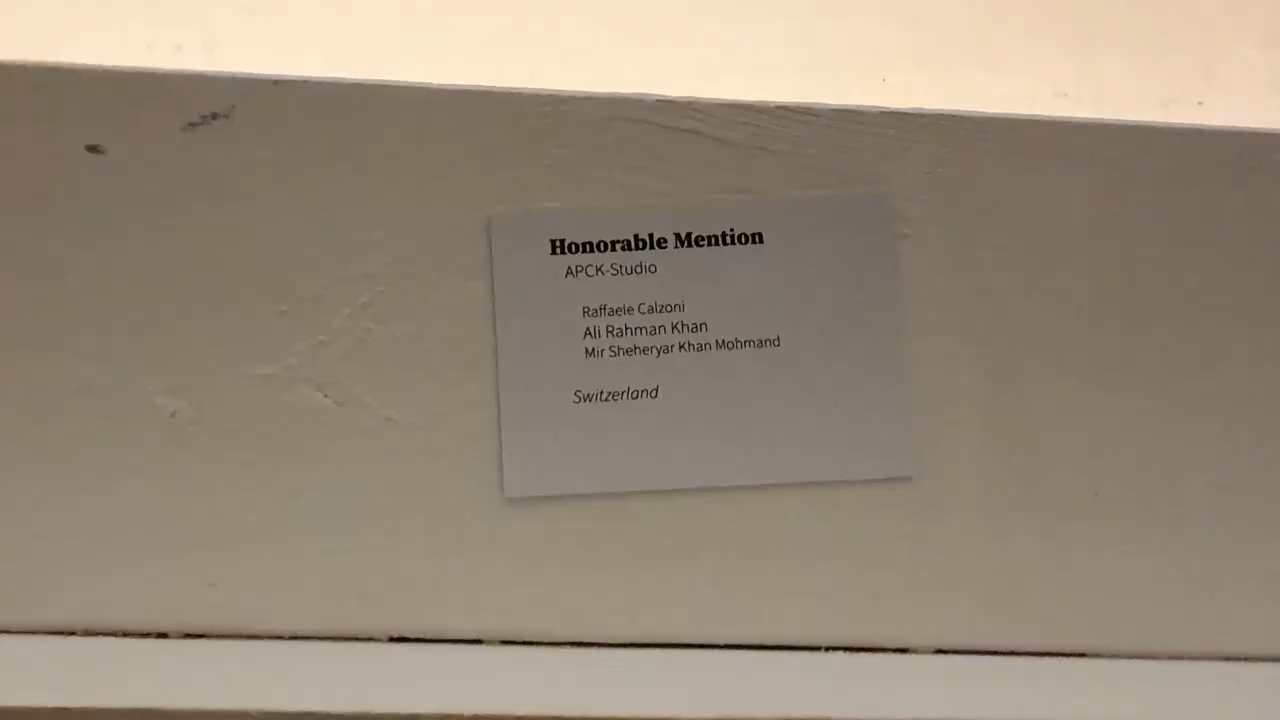 Honorable Mention
APCK-Studio
Raffaele Calzoni
Ali Rahman Khan
Mir Sheheryar Khan Mohmand
Switzerland